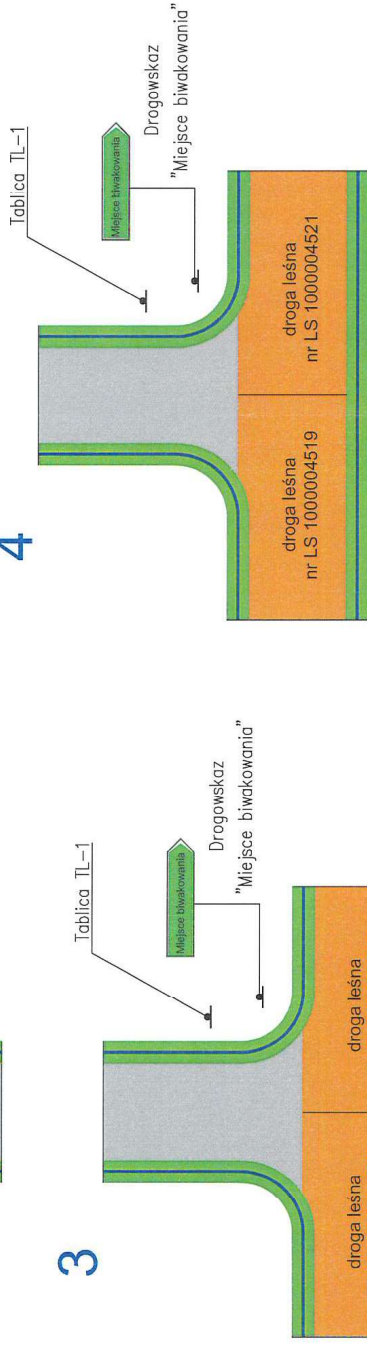 3
Tablica TL-1
Miejsce biwakowania
Drogowskaz
"Miejsce biwakowania"
droga leśna
droga leśna
4
Tablica TL-1
Miejsce biwakowania
Drogowskaz
"Miejsce biwakowania"
droga leśna
nr LS 1000004519
droga leśna
nr LS 1000004521